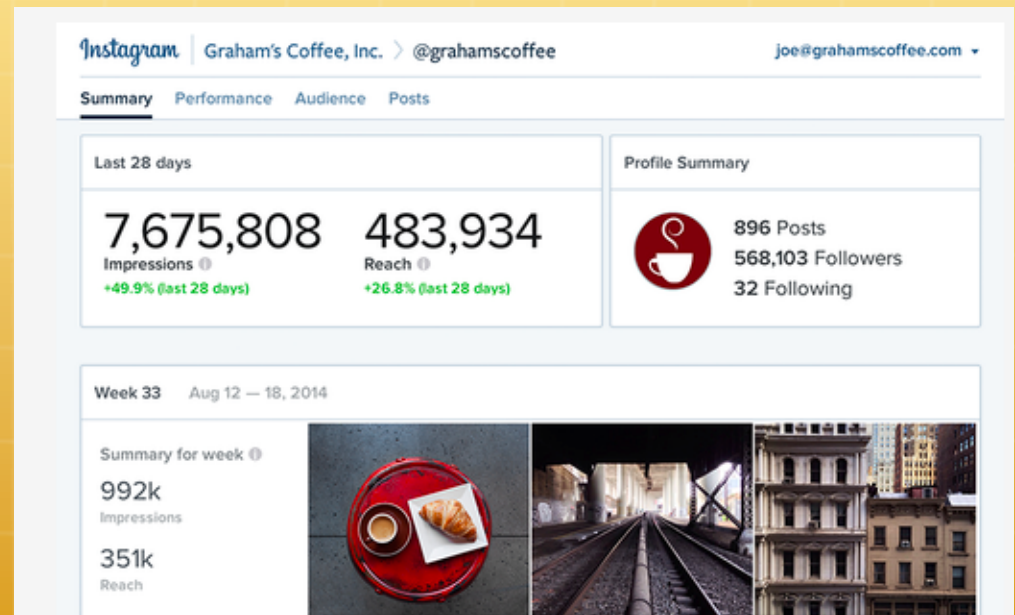 Instagram Graham's Coffee, Inc. > @grahamscoffee joe@grahamscoffee.com
Summary Performance Audience Posts
Last 28 days
7,675,808 483,934
Impressions Reach
+49.9% (last 28 days) +26.8% (last 28 days)
Profile Summary
896 Posts
568,103 Followers
32 Following
Week 33 Aug 12 — 18, 2014
Summary for week
992k
Impressions
351k
Reach